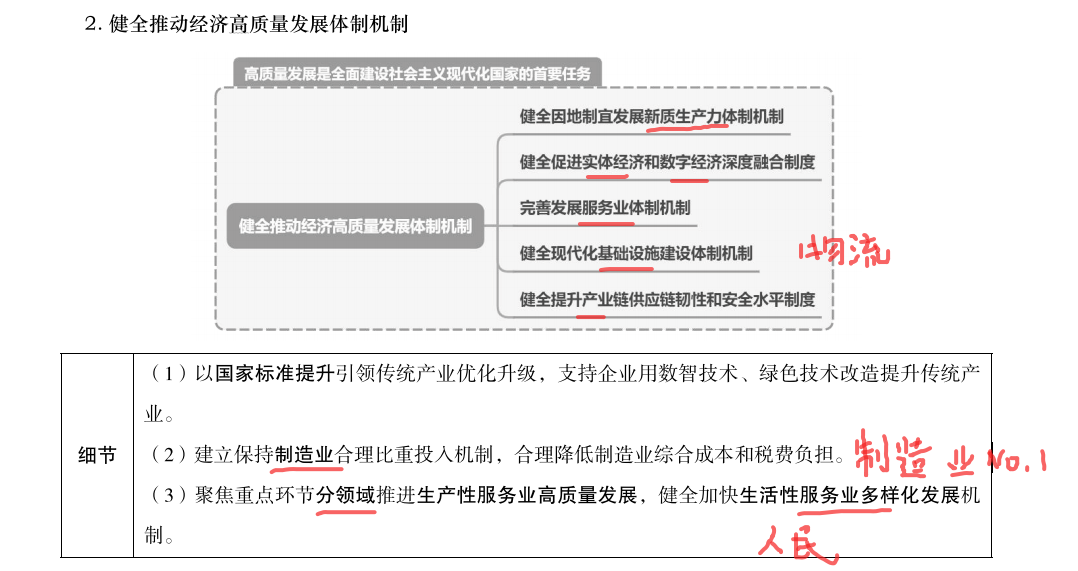 2. 健全推动经济高质量发展体制机制
高质量发展是全面建设社会主义现代化国家的首要任务
健全推动经济高质量发展体制机制
健全因地制宜发展新质生产力体制机制
健全促进实体经济和数字经济深度融合制度
完善发展服务业体制机制
健全现代化基础设施建设体制机制
物流
健全提升产业链供应链韧性和安全水平制度
细节
（1）以国家标准提升引领传统产业优化升级，支持企业用数智技术、绿色技术改造提升传统产
业。
（2）建立保持制造业合理比重投入机制，合理降低制造业综合成本和税费负担。
制造业No.1
（3）聚焦重点环节分领域推进生产性服务业高质量发展，健全加快生活性服务业多样化发展机
制。
人民